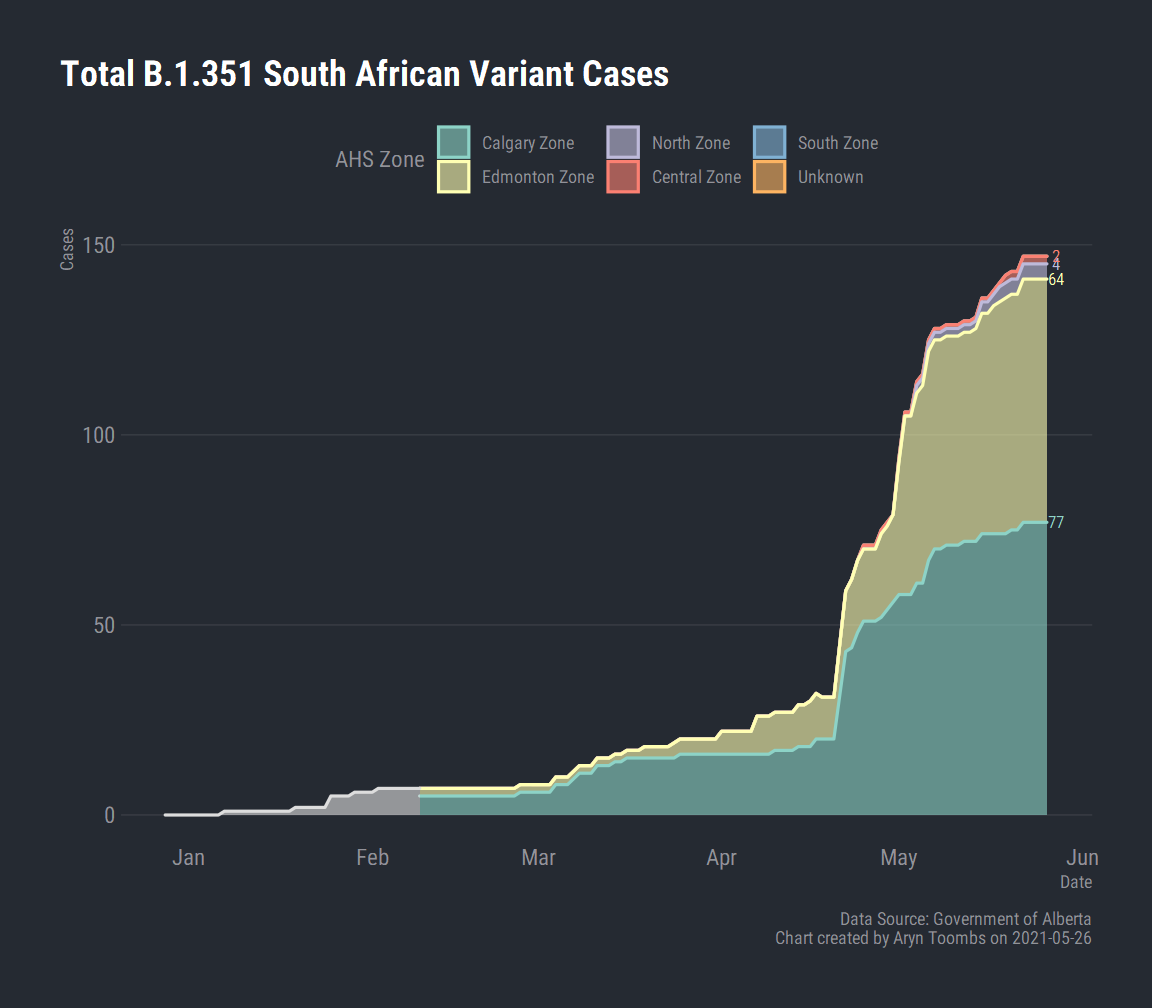 Total B.1.351 South African Variant Cases
AHS Zone
Calgary Zone
North Zone
South Zone
Edmonton Zone
Central Zone
Unknown
Cases
150
100
50
0
2
4
64
77
Jan Feb Mar Apr May Jun
Date
Data Source: Government of Alberta
Chart created by Aryn Toombs on 2021-05-26